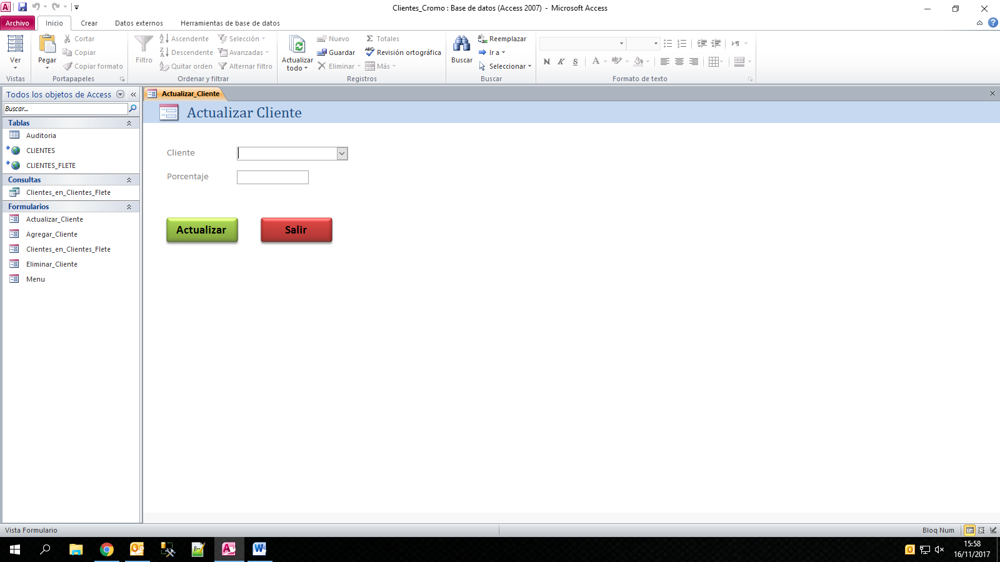 Clientes_Cromo : Base de datos (Access 2007) - Microsoft Access
Archivo Inicio Crear Datos externos Herramientas de base de datos
Ver
Vistas
Pegar
Cortar
Copiar
Copiar formato
Portapapeles
Filtro
Ascendente
Descendente
Quitar orden
Selección
Avanzadas
Alternar filtro
Ordenar y filtrar
Actualizar
todo
Nuevo
Guardar
Eliminar
Totales
Revisión ortográfica
Más
Registros
Buscar
Reemplazar
Ir a
Seleccionar
Buscar
N K S
Formato de texto
Todos los objetos de Access
Buscar...
Tablas
Auditoria
CLIENTES
CLIENTES_FLETE
Consultas
Clientes_en_Clientes_Flete
Formularios
Actualizar_Cliente
Agregar_Cliente
Clientes_en_Clientes_Flete
Eliminar_Cliente
Menu
Actualizar_Cliente
Actualizar Cliente
Cliente
Porcentaje
Actualizar Salir
Vista Formulario
Bloq Num
15:58
16/11/2017